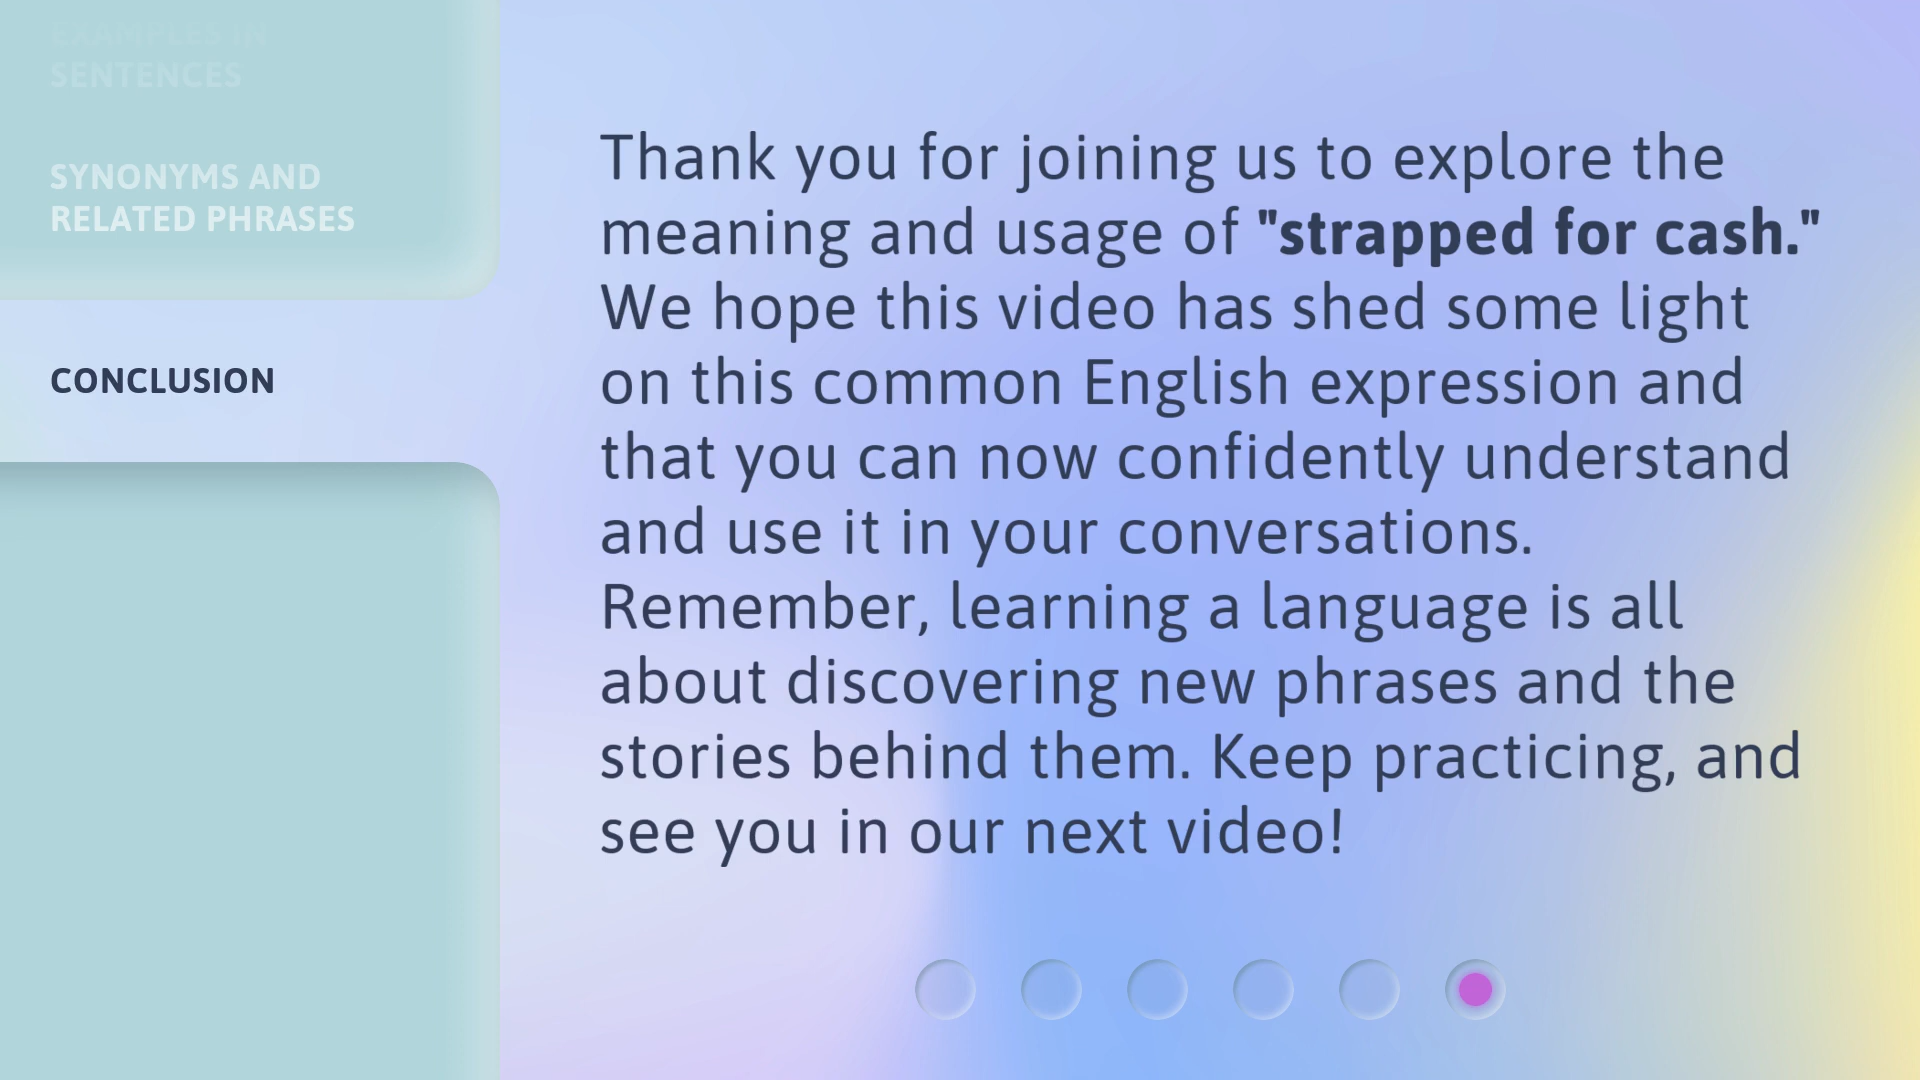 EXAMPLES IN
SENTENCES
SYNONYMS AND
RELATED PHRASES
CONCLUSION
Thank you for joining us to explore the
meaning and usage of "strapped for cash."
We hope this video has shed some light
on this common English expression and
that you can now confidently understand
and use it in your conversations.
Remember, learning a language is all
about discovering new phrases and the
stories behind them. Keep practicing, and
see you in our next video!